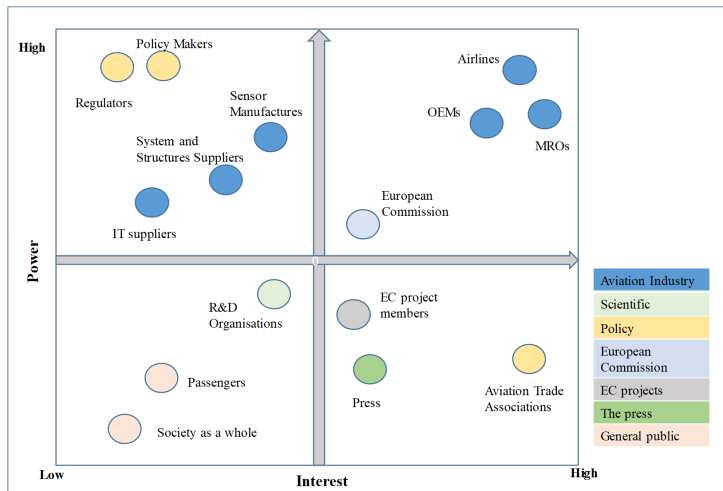 High
Policy Makers
Regulators
Sensor
Manufactures
System and
Structures Suppliers
IT suppliers
Airlines
OEMs
MROs
European
Commission
Power
0
R&D
Organisations
EC project
members
Passengers
Press
Aviation Trade
Associations
Society as a whole
Aviation Industry
Scientific
Policy
European
Commission
EC projects
The press
General public
Low
Interest
High